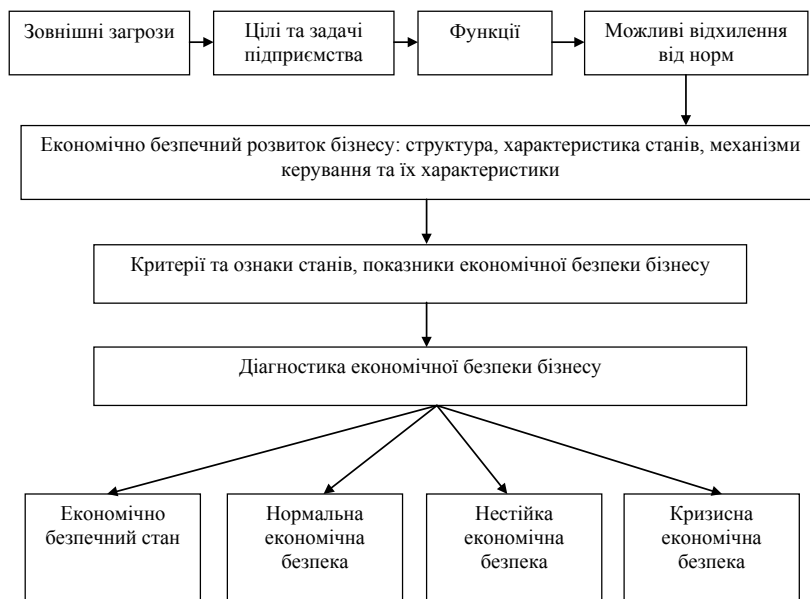 Зовнішні загрози
Цілі та задачі
підприємства
Функції
Можливі відхилення
від норм
Економічно безпечний розвиток бізнесу: структура, характеристика станів, механізми
керування та їх характеристики
Критерії та ознаки станів, показники економічної безпеки бізнесу
Діагностика економічної безпеки бізнесу
Економічно
безпечний стан
Нормальна
економічна
безпека
Нестійка
економічна
безпека
Кризисна
економічна
безпека